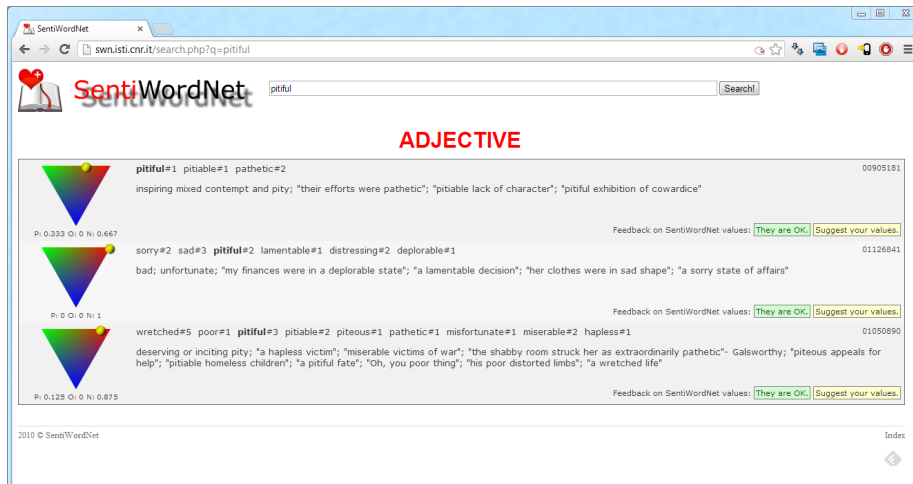 SentiWordNet
swn.isti.cnr.it/search.php?q=pitiful
SentiWordNet
pitiful
Search!
ADJECTIVE
pitiful#1 pitiable#1 pathetic#2
00905181
inspiring mixed contempt and pity; "their efforts were pathetic"; "pitiable lack of character"; "pitiful exhibition of cowardice"
P: 0.333 O: 0 N: 0.667
Feedback on SentiWordNet values: They are OK. Suggest your values.
sorry#2 sad#3 pitiful#2 lamentable#1 distressing#2 deplorable#1
01126841
bad; unfortunate; "my finances were in a deplorable state"; "a lamentable decision"; "her clothes were in sad shape"; "a sorry state of affairs"
P: 0 O: 0 N: 1
Feedback on SentiWordNet values: They are OK. Suggest your values.
wretched#5 poor#1 pitiful#3 pitiable#2 piteous#1 pathetic#1 misfortunate#1 miserable#2 hapless#1
01050890
deserving or inciting pity; "a hapless victim"; "miserable victims of war"; "the shabby room struck her as extraordinarily pathetic"- Galsworthy; "piteous appeals for
help"; "pitiable homeless children"; "a pitiful fate"; "Oh, you poor thing"; "his poor distorted limbs"; "a wretched life"
P: 0.125 O: 0 N: 0.875
Feedback on SentiWordNet values: They are OK. Suggest your values.
2010 © SentiWordNet
Index